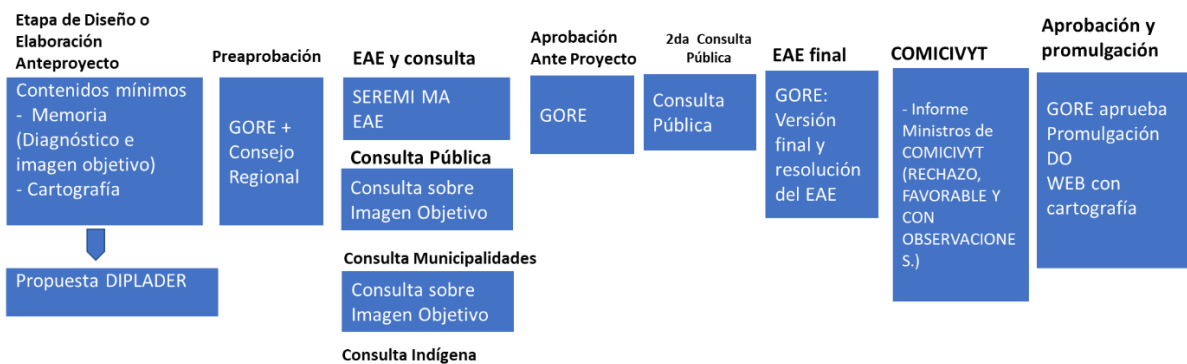 Etapa de Diseño o
Elaboración
Anteproyecto
Contenidos mínimos
- Memoria
(Diagnóstico e
imagen objetivo)
- Cartografía
Propuesta DIPLADER
Preaprobación
GORE +
Consejo
Regional
EAE y consulta
SEREMI MA
EAE
Consulta Pública
Consulta sobre
Imagen Objetivo
Consulta Municipalidades
Consulta sobre
Imagen Objetivo
Consulta Indígena
Aprobación
Ante Proyecto
GORE
2da Consulta
Pública
Consulta
Pública
EAE final
GORE:
Versión
final y
resolución
del EAE
COMICIVYT
- Informe
Ministros de
COMICIVYT
(RECHAZO,
FAVORABLE Y
CON
OBSERVACIONE
S.)
Aprobación y
promulgación
GORE aprueba
Promulgación
DO
WEB con
cartografía